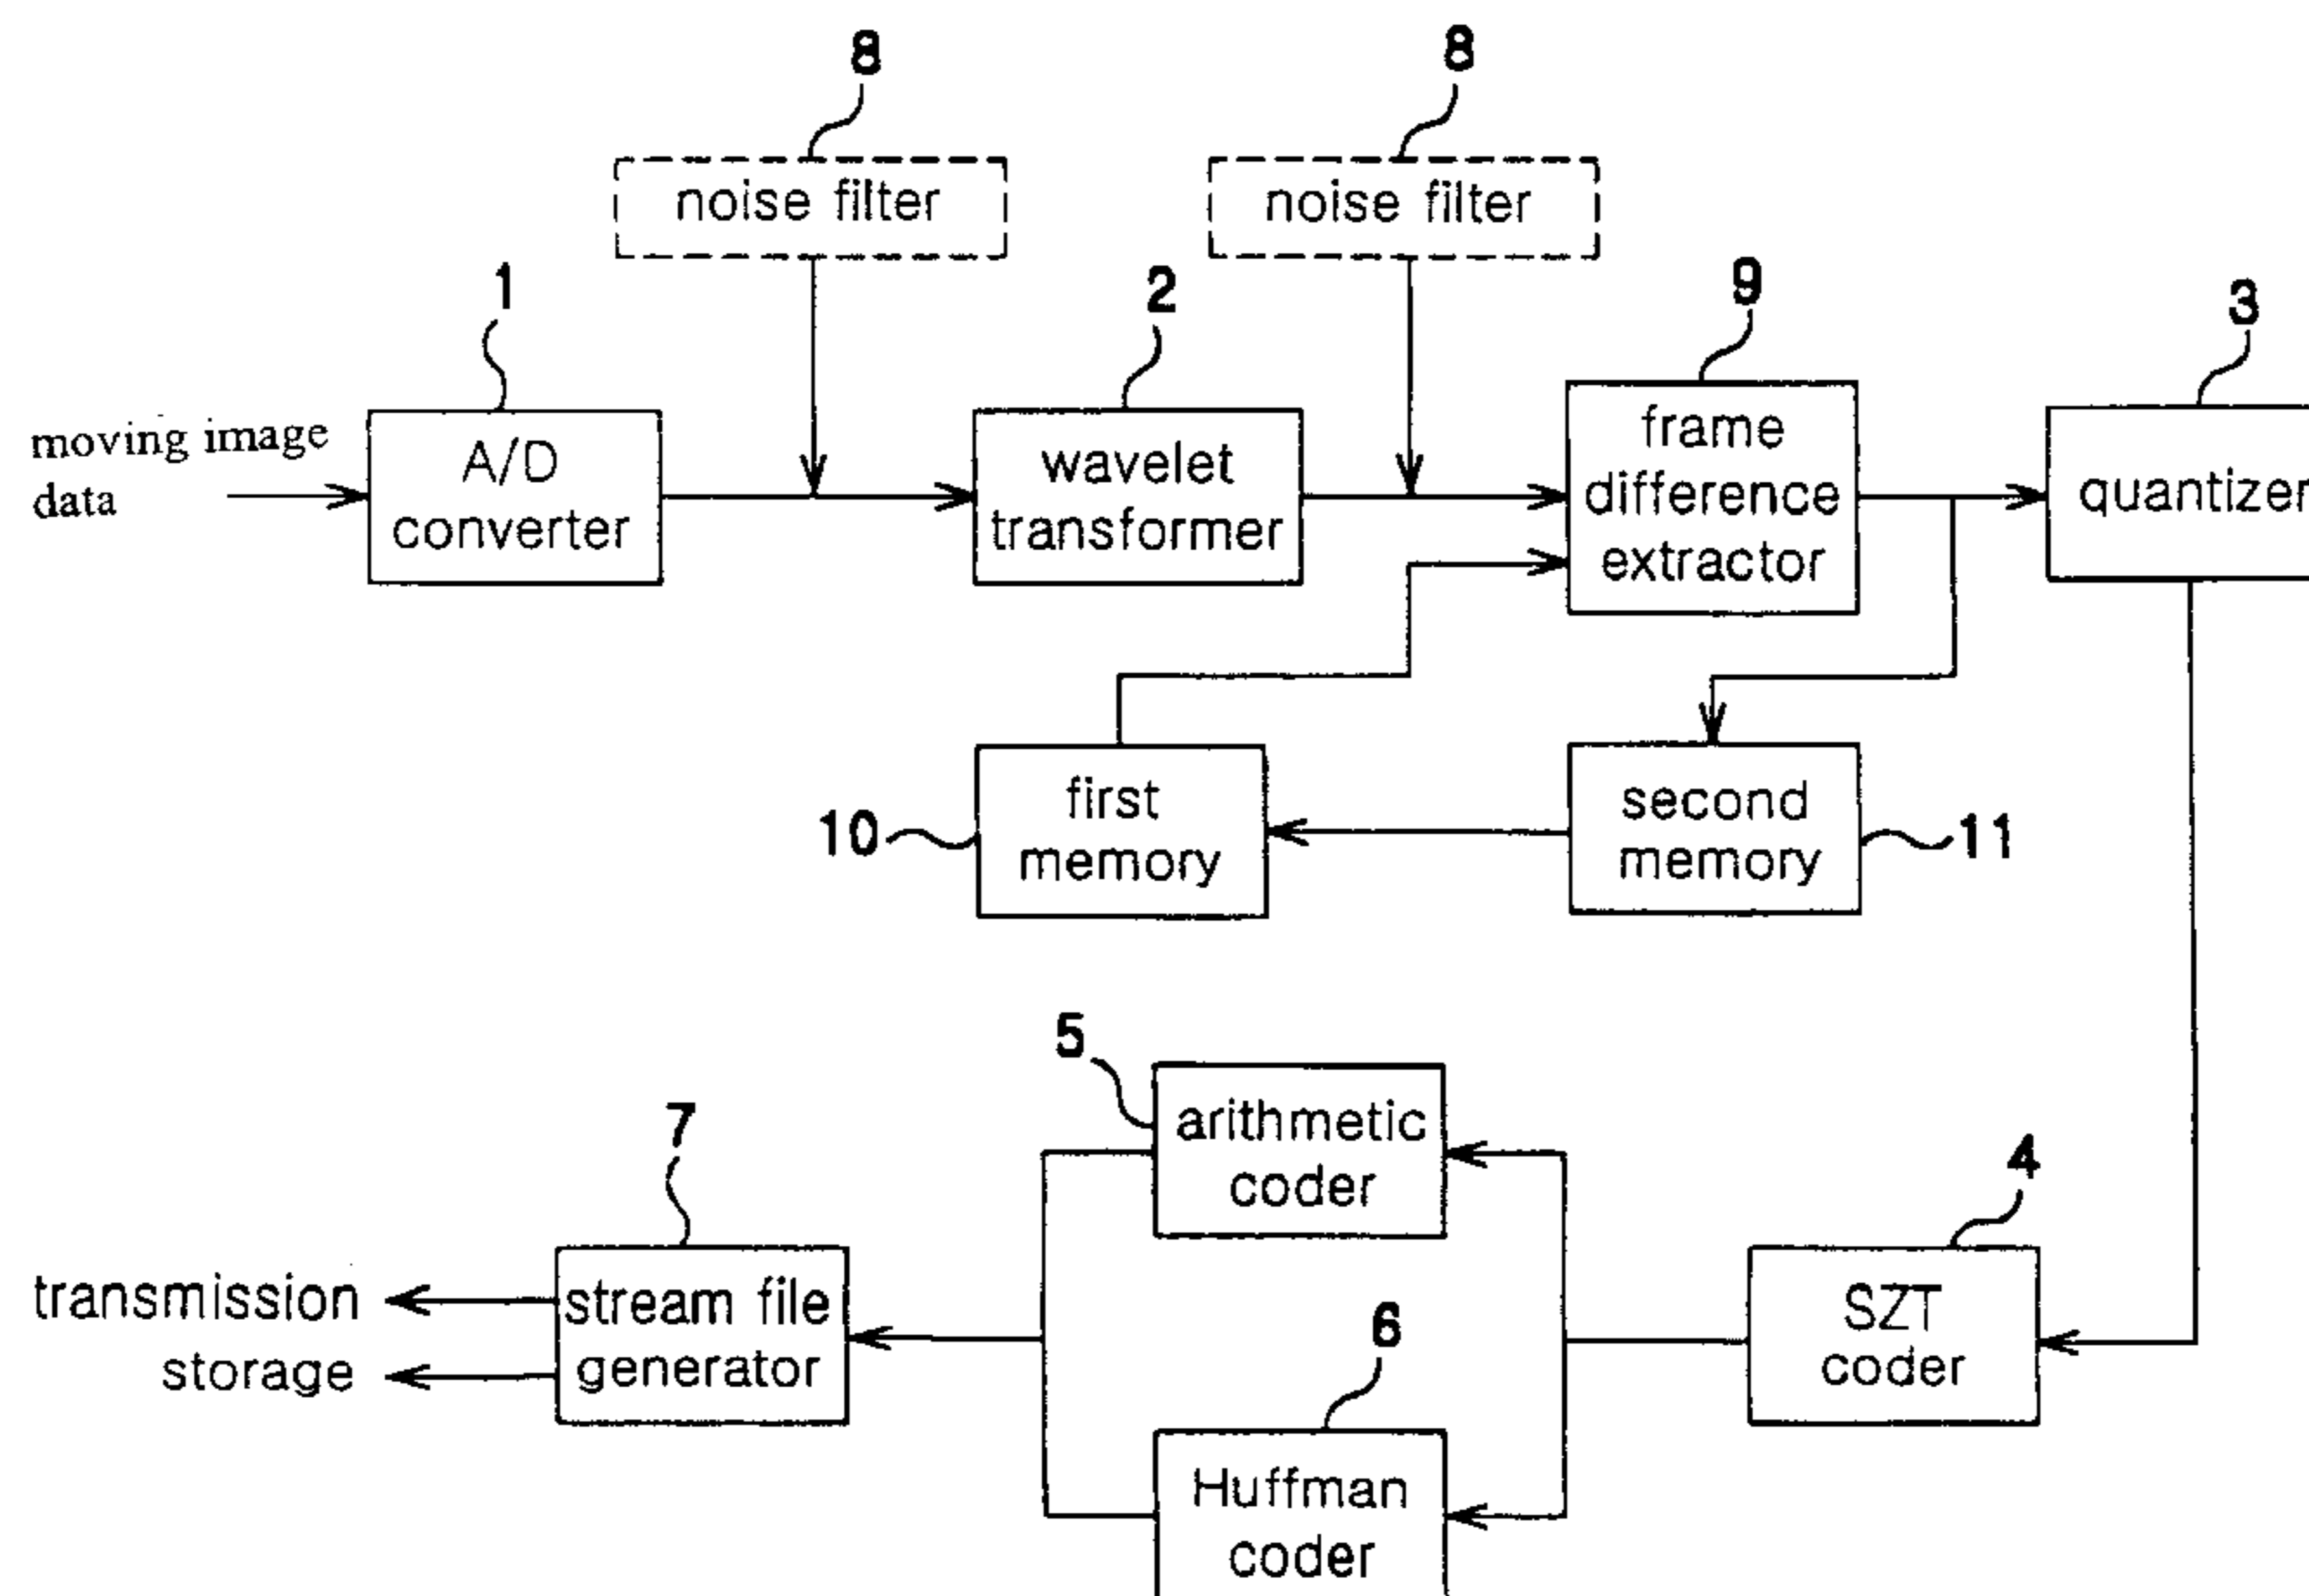 8
8
noise filter
noise filter
1
2
9
3
moving image
data
A/D
converter
wavelet
transformer
frame
difference
extractor
quantizer
first
memory
10
second
memory
11
5
arithmetic
coder
7
4
transmission
storage
stream file
generator
6
SZT
coder
Huffman
coder